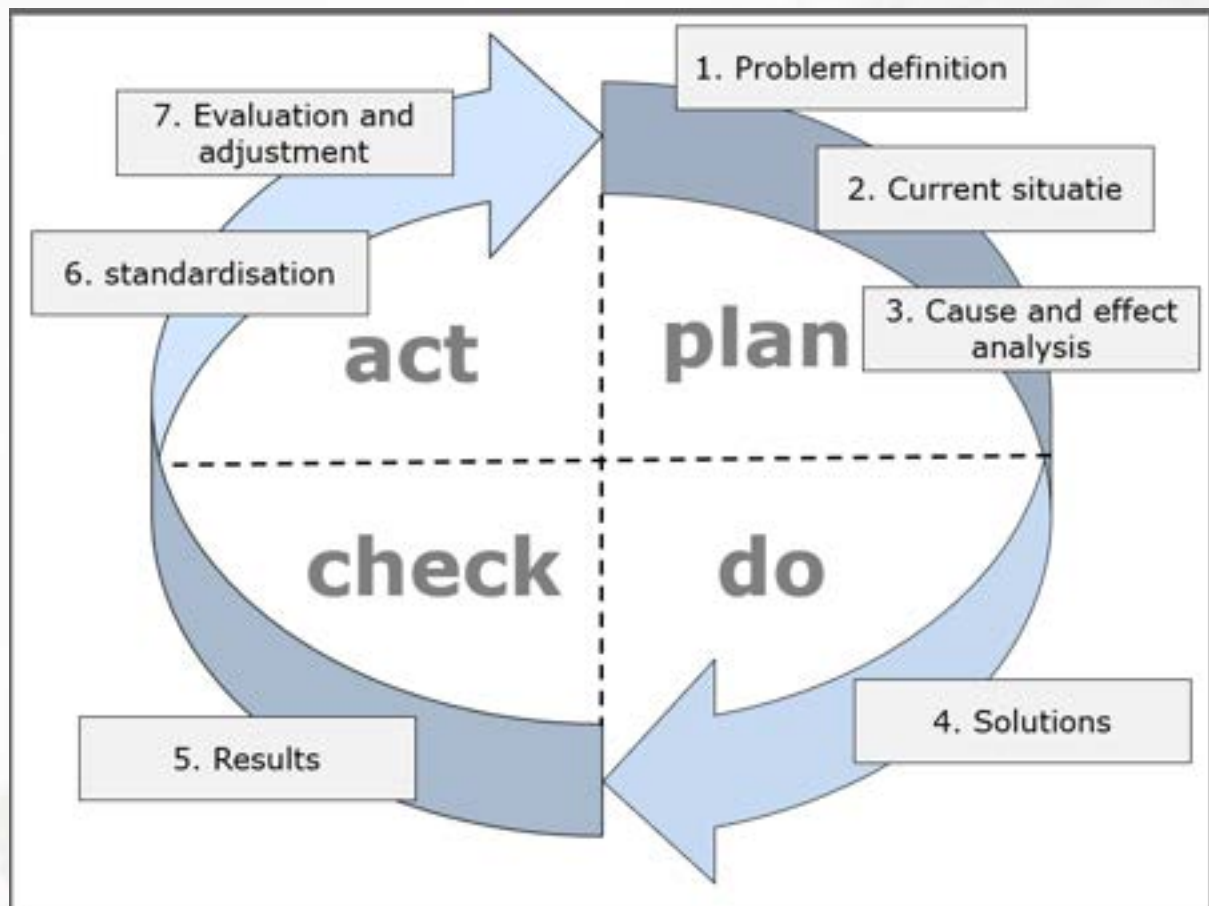 1. Problem definition
2. Current situatie
3. Cause and effect
analysis
4. Solutions
5. Results
6. standardisation
7. Evaluation and
adjustment
act
plan
check
do